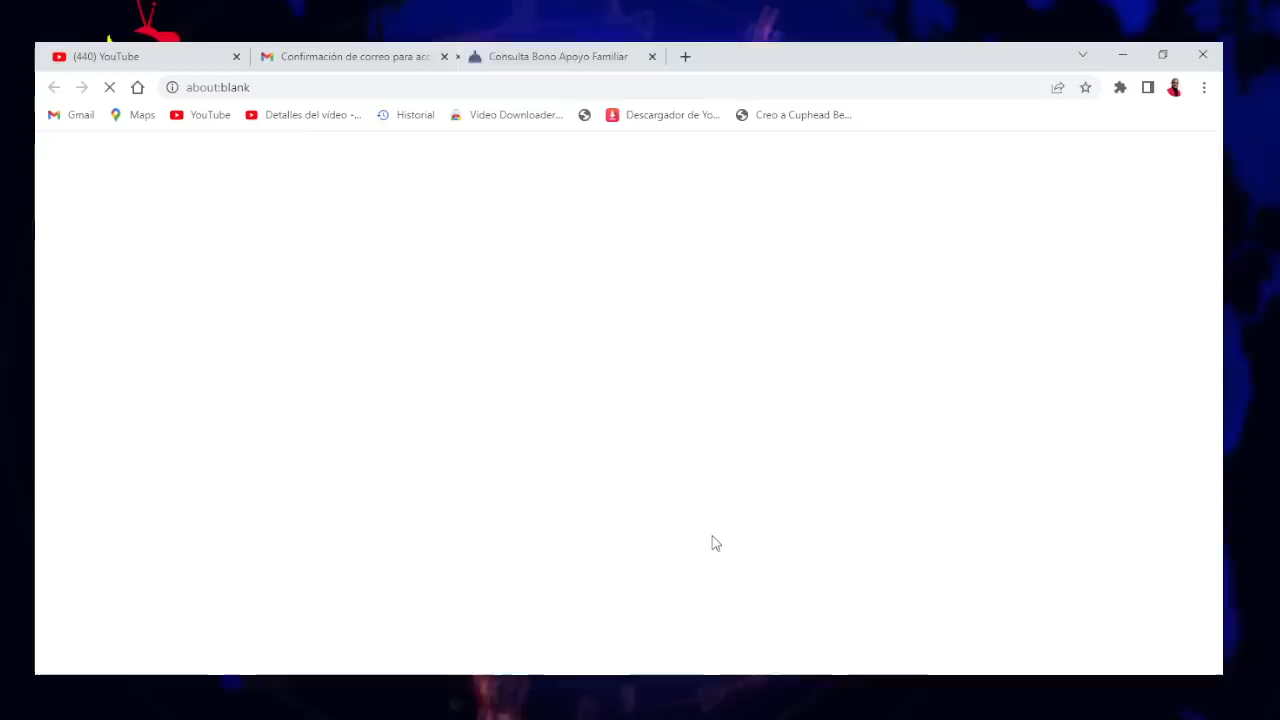 (440) YouTube
Confirmación de correo para acc
Consulta Bono Apoyo Familiar
about:blank
Gmail
Maps
YouTube
Detalles del vídeo -...
Historial
Video Downloader...
Descargador de Yo...
Creo a Cuphead Be...